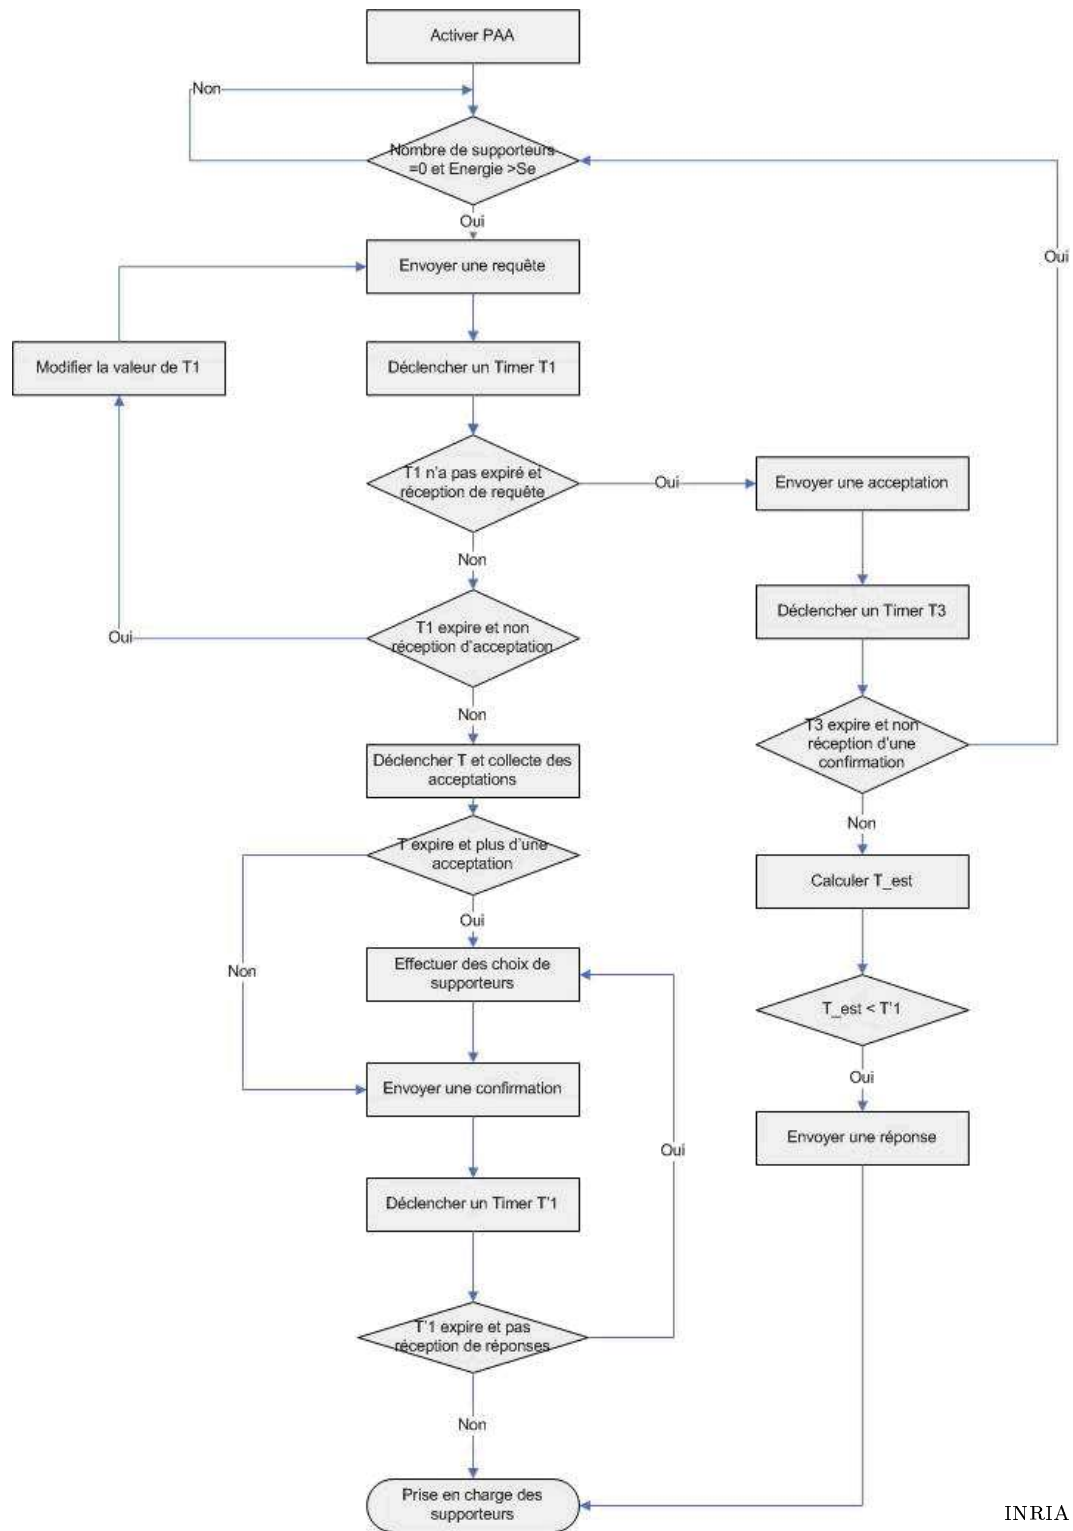 Activer PAA
Non
Nombre de supporteurs
=0 et Energie >Se
Oui
Envoyer une requête
Oui
Modifier la valeur de T1
Déclencher un Timer T1
T1 n'a pas expiré et
réception de requête
Oui
Envoyer une acceptation
Non
Déclencher un Timer T3
T1 expire et non
réception d'acceptation
Oui
Non
T3 expire et non
réception d'une
confirmation
Déclencher T et collecte des
acceptations
Non
T expire et plus d'une
acceptation
Calculer T_est
Oui
Non
Effectuer des choix de
supporteurs
T_est < T'1
Oui
Envoyer une confirmation
Envoyer une réponse
Oui
Déclencher un Timer T'1
T'1 expire et pas
réception de réponses
Non
Prise en charge des
supporteurs
INRIA